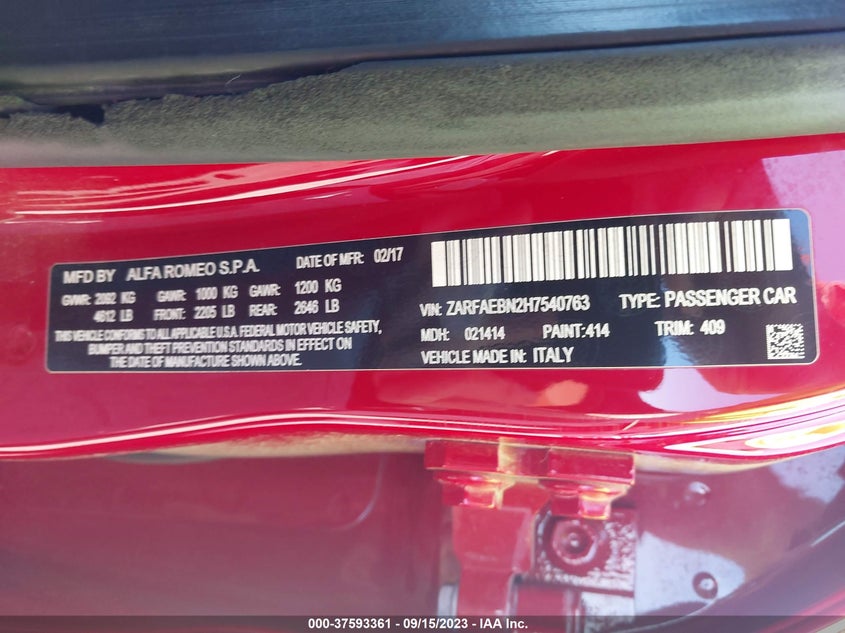 MFD BY ALFA ROMEO S.P.A. DATE OF MFR: 02/17
GVWR: 2092 KG GAWR: 1000 KG GAWR: 1200 KG
4612 LB FRONT: 2205 LB REAR: 2646 LB
THIS VEHICLE CONFORMS TO ALL APPLICABLE U.S.A. FEDERAL MOTOR VEHICLE SAFETY,
BUMPER AND THEFT PREVENTION STANDARDS IN EFFECT ON
THE DATE OF MANUFACTURE SHOWN ABOVE.
VIN: ZARFAEBN2H7540763 TYPE: PASSENGER CAR
MDH: 021414 PAINT:414 TRIM: 409
VEHICLE MADE IN: ITALY
000-37593361 - 09/15/2023 - IAA Inc.